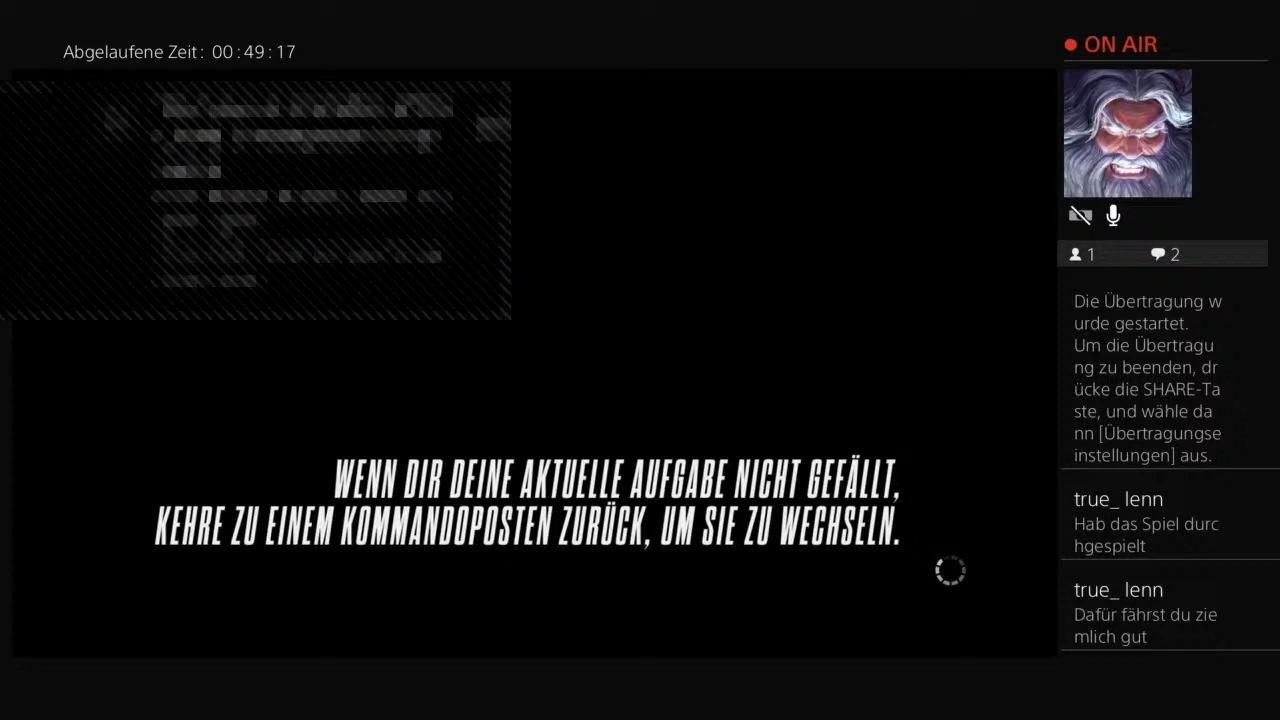 Abgelaufene Zeit: 00:49:17
ON AIR
1
2
Die Übertragung w
urde gestartet.
Um die Übertragu
ng zu beenden, dr
ücke die SHARE-Ta
ste, und wähle da
nn [Übertragungse
instellungen] aus.
true_ lenn
Hab das Spiel durc
hgespielt
true_ lenn
Dafür fährst du zie
mlich gut
WENN DIR DEINE AKTUELLE AUFGABE NICHT GEFÄLLT,
KEHRE ZU EINEM KOMMANDOPOSTEN ZURÜCK, UM SIE ZU WECHSELN.